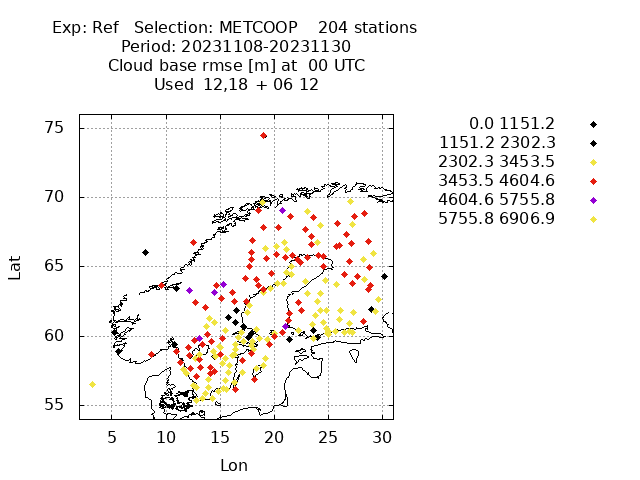 Exp: Ref Selection: METCOOP 204 stations
Period: 20231108-20231130
Cloud base rmse [m] at 00 UTC
Used 12,18 + 06 12
0.0 1151.2
1151.2 2302.3
2302.3 3453.5
3453.5 4604.6
4604.6 5755.8
5755.8 6906.9
75
70
65
60
55
Lat
5 10 15 20 25 30
Lon